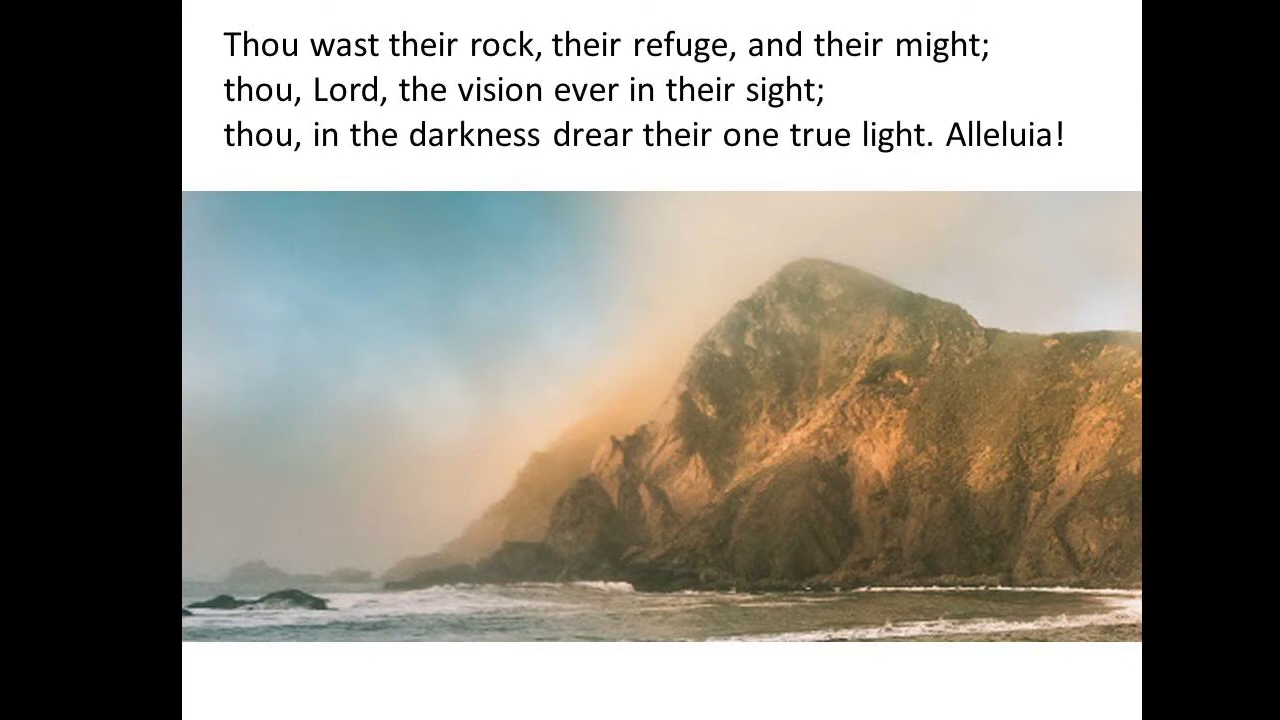 Thou wast their rock, their refuge, and their might;
thou, Lord, the vision ever in their sight;
thou, in the darkness drear their one true light. Alleluia!